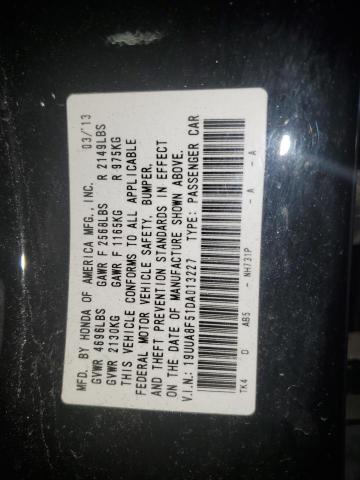 MFD. BY HONDA OF AMERICA MFG., INC. 03/'13
GVWR 4696LBS GAWR F 2568LBS R 2149LBS
GVWR 2130KG GAWR F 1165KG R 975KG
THIS VEHICLE CONFORMS TO ALL APPLICABLE
FEDERAL MOTOR VEHICLE SAFETY, BUMPER,
AND THEFT PREVENTION STANDARDS IN EFFECT
ON THE DATE OF MANUFACTURE SHOWN ABOVE.
V.I.N.: 19UUA8F51DA013227 TYPE: PASSENGER CAR
TK4 D AB5 - NH731P - A - A